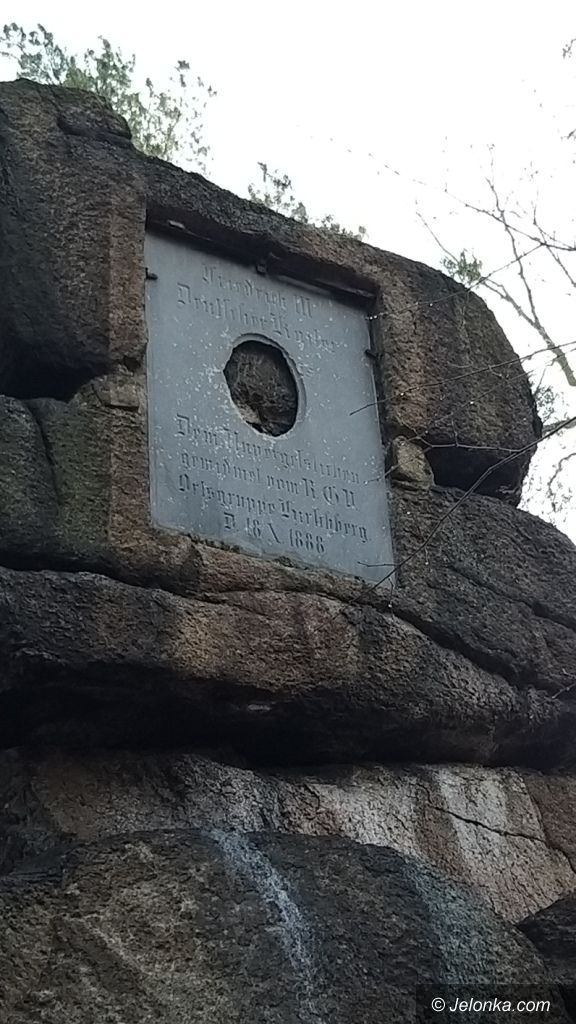 Friedrich III
Deutscher Kaiser
Dem Unvergesslichen
gewidmet vom R.G.V.
Ortsgruppe Hirschberg
D. 18.X.1888
© Jelonka.com